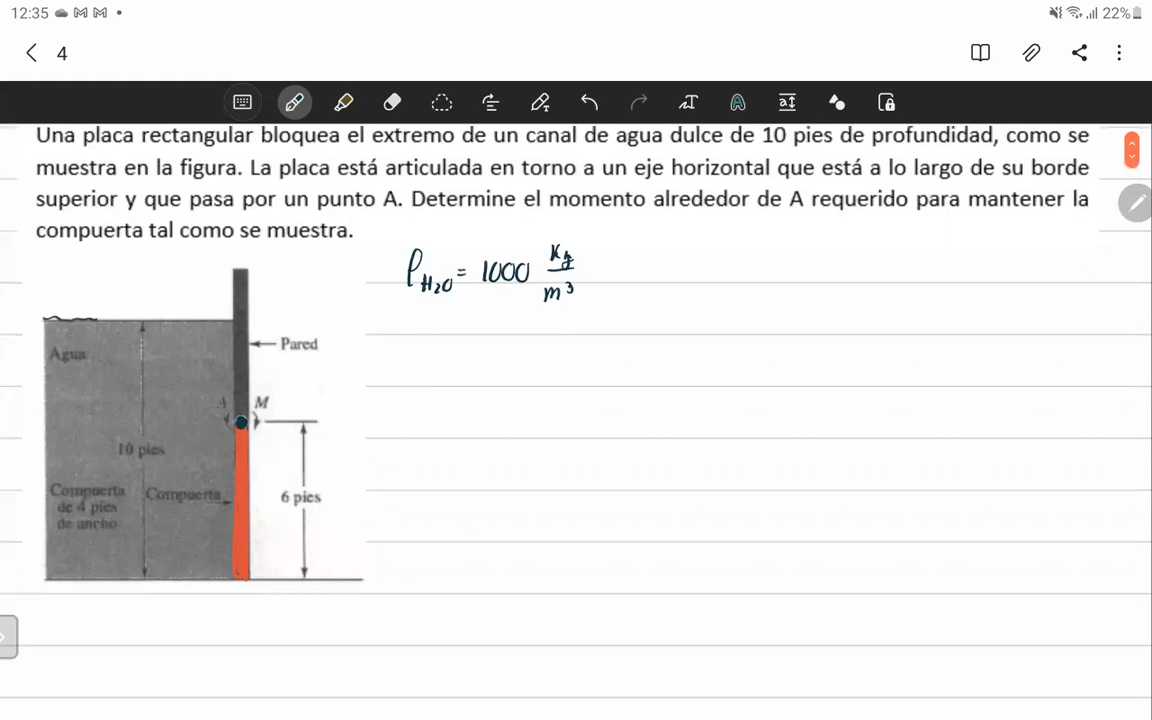 12:35
22%
4
Una placa rectangular bloquea el extremo de un canal de agua dulce de 10 pies de profundidad, como se
muestra en la figura. La placa está articulada en torno a un eje horizontal que está a lo largo de su borde
superior y que pasa por un punto A. Determine el momento alrededor de A requerido para mantener la
compuerta tal como se muestra.
ρH2O = 1000 Kg/m³
Agua
Pared
A M
10 pies
Compuerta
de 4 pies
de ancho
Compuerta
6 pies